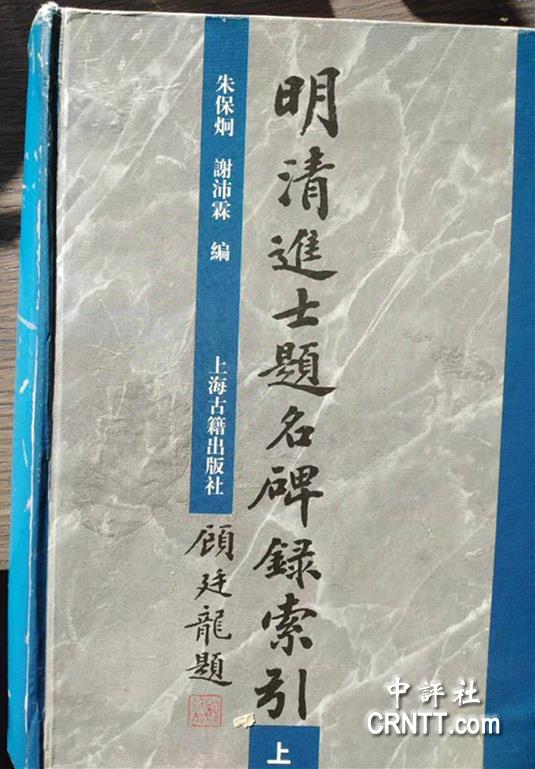 明清進士題名碑録索引
上
朱保炯 謝沛霖 編
上海古籍出版社
顧廷龍題
中評社
CRNTT.com